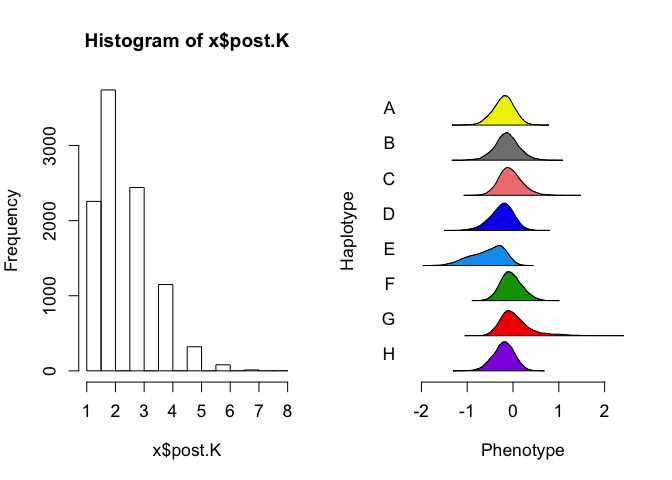 Histogram of x$post.K
Frequency
0
1000
2000
3000
1 2 3 4 5 6 7 8
x$post.K
Haplotype
A
B
C
D
E
F
G
H
-2 -1 0 1 2
Phenotype